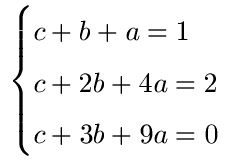 c + b + a = 1
c + 2b + 4a = 2
c + 3b + 9a = 0